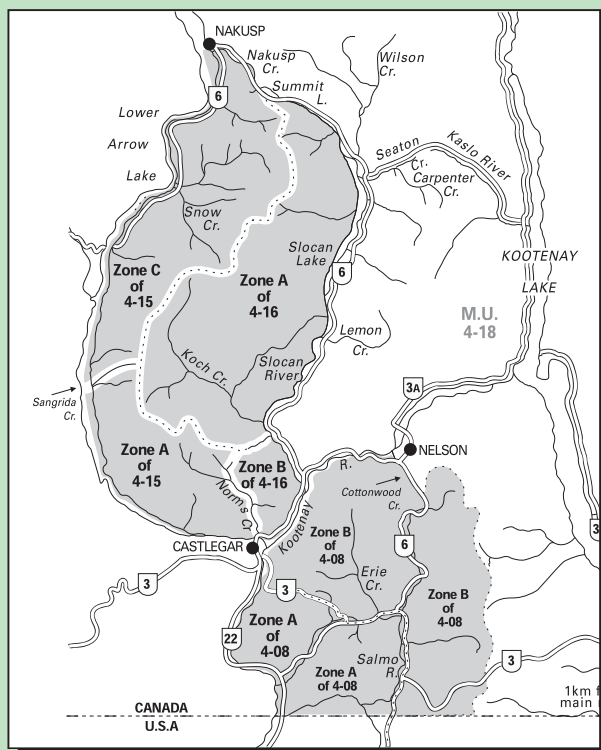 NAKUSP
Nakusp
Cr.
Wilson
Cr.
Summit
L.
6
Lower
Arrow
Lake
Seaton
Cr.
Kaslo River
Carpenter
Cr.
Snow
Cr.
Slocan
Lake
6
KOOTENAY
LAKE
Zone C
of
4-15
Zone A
of
4-16
M.U.
4-18
Lemon
Cr.
Koch Cr.
Slocan
River
Sangrida
Cr.
3A
NELSON
Zone A
of
4-15
Zone B
of 4-16
R.
Cottonwood
Cr.
Norms Cr.
Kootenay
3
CASTLEGAR
Zone B
of
4-08
6
3
3
Erie
Cr.
Zone B
of
4-08
Zone A
of
4-08
22
Salmo
R.
3
Zone A
of 4-08
1km f
main
CANADA
U.S.A